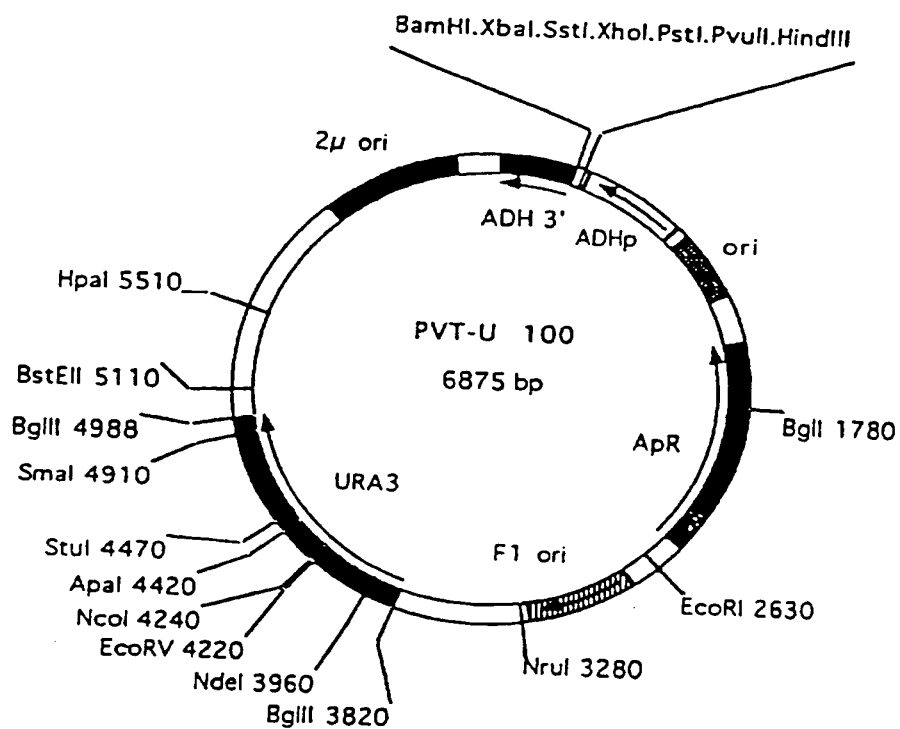 BamHI.XbaI.SstI.XhoI.PstI.PvuII.HindIII
2µ ori
ADH 3'
ADHp
ori
HpaI 5510
PVT-U 100
6875 bp
BstEII 5110
BglI 1780
BglII 4988
ApR
SmaI 4910
URA3
StuI 4470
F1 ori
ApaI 4420
NcoI 4240
EcoRI 2630
EcoRV 4220
NruI 3280
NdeI 3960
BglII 3820